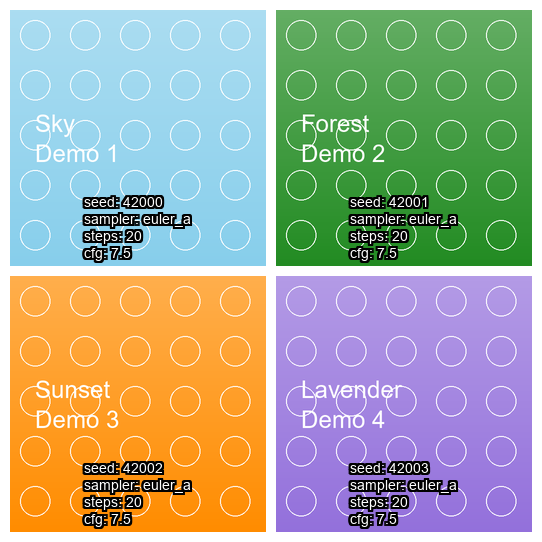 Sky
Demo 1
seed: 42000
sampler: euler_a
steps: 20
cfg: 7.5
Forest
Demo 2
seed: 42001
sampler: euler_a
steps: 20
cfg: 7.5
Sunset
Demo 3
seed: 42002
sampler: euler_a
steps: 20
cfg: 7.5
Lavender
Demo 4
seed: 42003
sampler: euler_a
steps: 20
cfg: 7.5